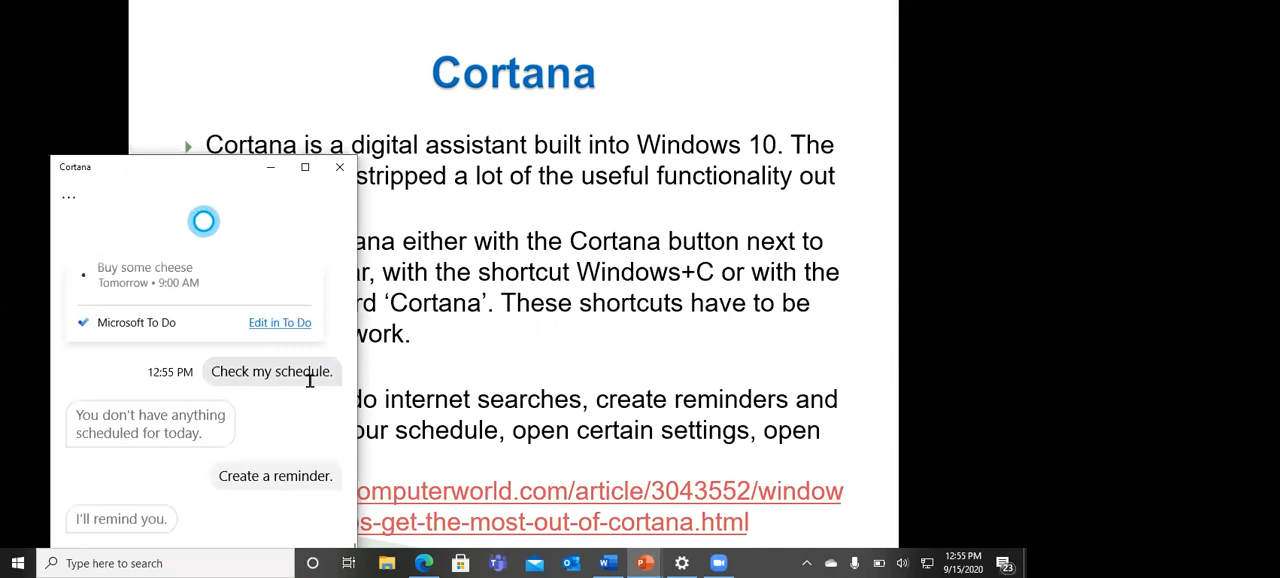 Cortana
Cortana is a digital assistant built into Windows 10. The
stripped a lot of the useful functionality out
ana either with the Cortana button next to
ar, with the shortcut Windows+C or with the
rd ‘Cortana’. These shortcuts have to be
work.
do internet searches, create reminders and
our schedule, open certain settings, open
omputerworld.com/article/3043552/window
s-get-the-most-out-of-cortana.html
Cortana
...
Buy some cheese
Tomorrow • 9:00 AM
Microsoft To Do Edit in To Do
12:55 PM Check my schedule.
You don't have anything
scheduled for today.
Create a reminder.
I'll remind you.
Type here to search
12:55 PM
9/15/2020
23